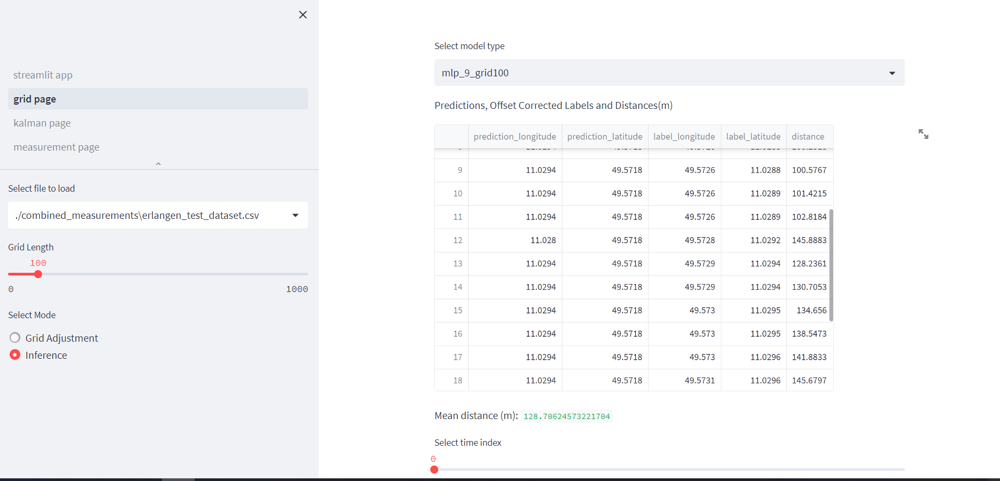 streamlit app
grid page
kalman page
measurement page
Select file to load
./combined_measurements\erlangen_test_dataset.csv
Grid Length
100
0 1000
Select Mode
Grid Adjustment
Inference
Select model type
mlp_9_grid100
Predictions, Offset Corrected Labels and Distances(m)
prediction_longitude prediction_latitude label_longitude label_latitude distance
9 11.0294 49.5718 49.5726 11.0288 100.5767
10 11.0294 49.5718 49.5726 11.0289 101.4215
11 11.0294 49.5718 49.5726 11.0289 102.8184
12 11.028 49.5718 49.5728 11.0292 145.8883
13 11.0294 49.5718 49.5729 11.0294 128.2361
14 11.0294 49.5718 49.5729 11.0294 130.7053
15 11.0294 49.5718 49.573 11.0295 134.656
16 11.0294 49.5718 49.573 11.0295 138.5473
17 11.0294 49.5718 49.573 11.0296 141.8833
18 11.0294 49.5718 49.5731 11.0296 145.6797
Mean distance (m): 128.70624573221704
Select time index
0